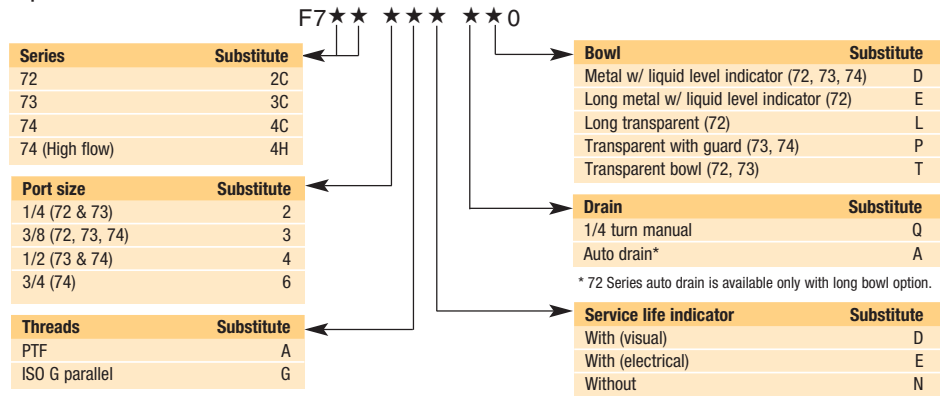 F7★★ ★★★ ★★0
Series Substitute
72 2C
73 3C
74 4C
74 (High flow) 4H
Port size Substitute
1/4 (72 & 73) 2
3/8 (72, 73, 74) 3
1/2 (73 & 74) 4
3/4 (74) 6
Threads Substitute
PTF A
ISO G parallel G
Bowl Substitute
Metal w/ liquid level indicator (72, 73, 74) D
Long metal w/ liquid level indicator (72) E
Long transparent (72) L
Transparent with guard (73, 74) P
Transparent bowl (72, 73) T
Drain Substitute
1/4 turn manual Q
Auto drain* A
* 72 Series auto drain is available only with long bowl option.
Service life indicator Substitute
With (visual) D
With (electrical) E
Without N